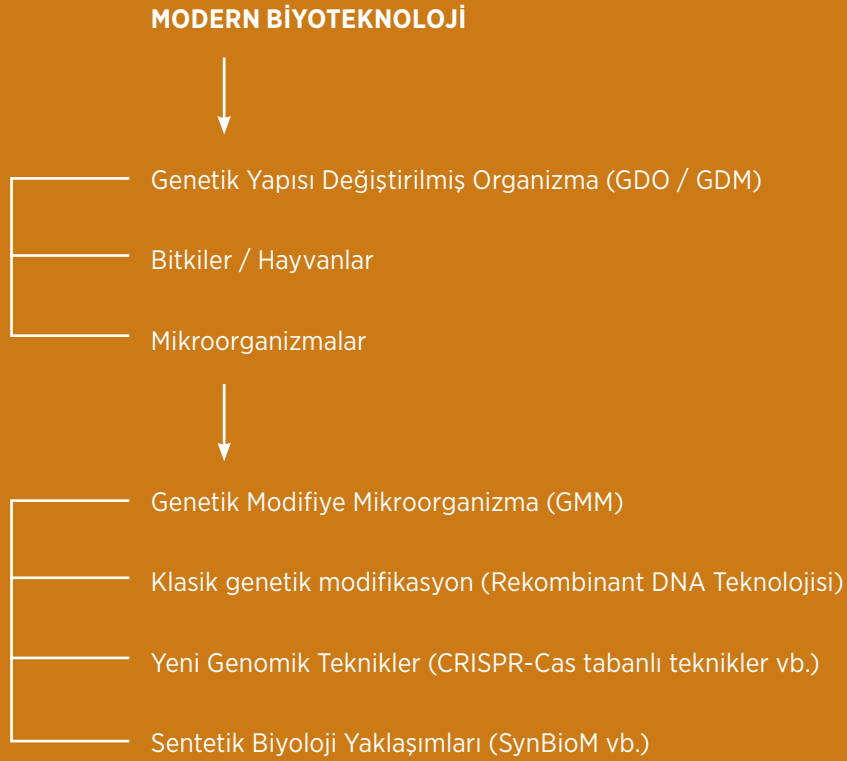 MODERN BİYOTEKNOLOJİ
Genetik Yapısı Değiştirilmiş Organizma (GDO / GDM)
Bitkiler / Hayvanlar
Mikroorganizmalar
Genetik Modifiye Mikroorganizma (GMM)
Klasik genetik modifikasyon (Rekombinant DNA Teknolojisi)
Yeni Genomik Teknikler (CRISPR-Cas tabanlı teknikler vb.)
Sentetik Biyoloji Yaklaşımları (SynBioM vb.)